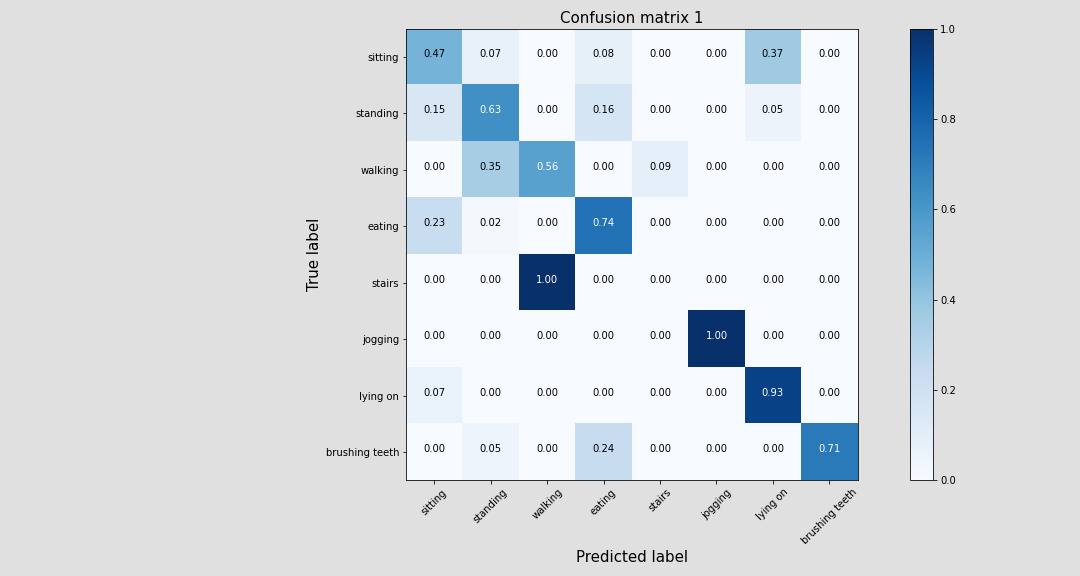 Confusion matrix 1
sitting 0.47 0.07 0.00 0.08 0.00 0.00 0.37 0.00
standing 0.15 0.63 0.00 0.16 0.00 0.00 0.05 0.00
walking 0.00 0.35 0.56 0.00 0.09 0.00 0.00 0.00
eating 0.23 0.02 0.00 0.74 0.00 0.00 0.00 0.00
stairs 0.00 0.00 1.00 0.00 0.00 0.00 0.00 0.00
jogging 0.00 0.00 0.00 0.00 0.00 1.00 0.00 0.00
lying on 0.07 0.00 0.00 0.00 0.00 0.00 0.93 0.00
brushing teeth 0.00 0.05 0.00 0.24 0.00 0.00 0.00 0.71
sitting standing walking eating stairs jogging lying on brushing teeth
True label
Predicted label
1.0
0.8
0.6
0.4
0.2
0.0